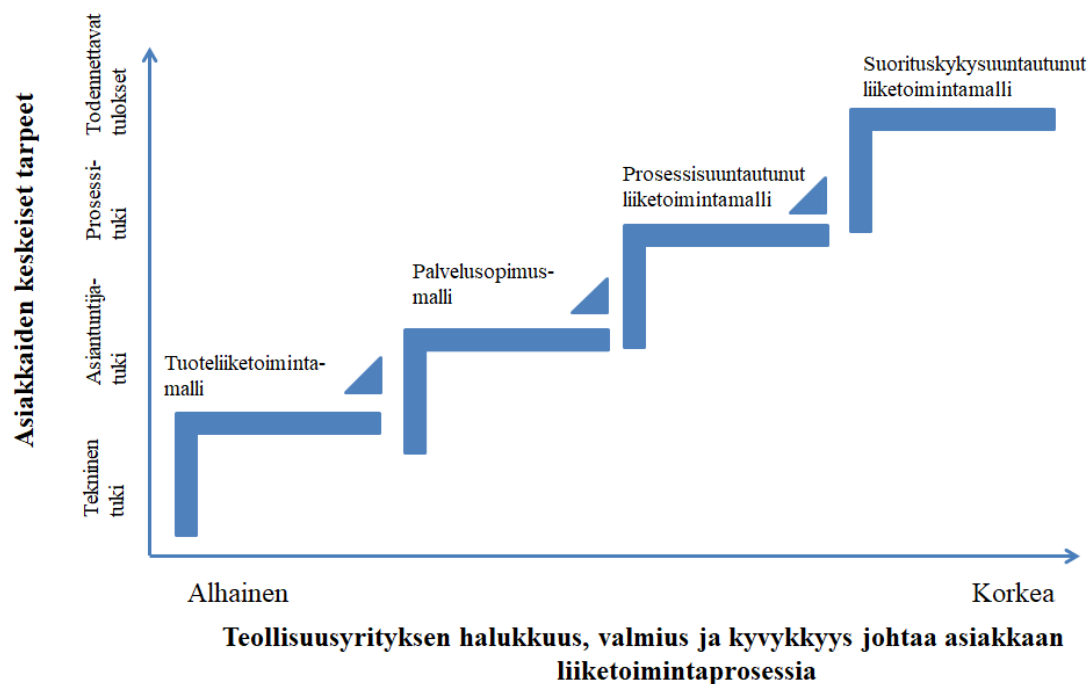 Asiakkaiden keskeiset tarpeet
Todennettavat
tulokset
Prosessi-
tuki
Asiantuntija-
tuki
Tekninen
tuki
Suorituskykysuuntautunut
liiketoimintamalli
Prosessisuuntautunut
liiketoimintamalli
Palvelusopimus-
malli
Tuoteliiketoiminta-
malli
Alhainen
Korkea
Teollisuusyrityksen halukkuus, valmius ja kyvykkyys johtaa asiakkaan
liiketoimintaprosessia